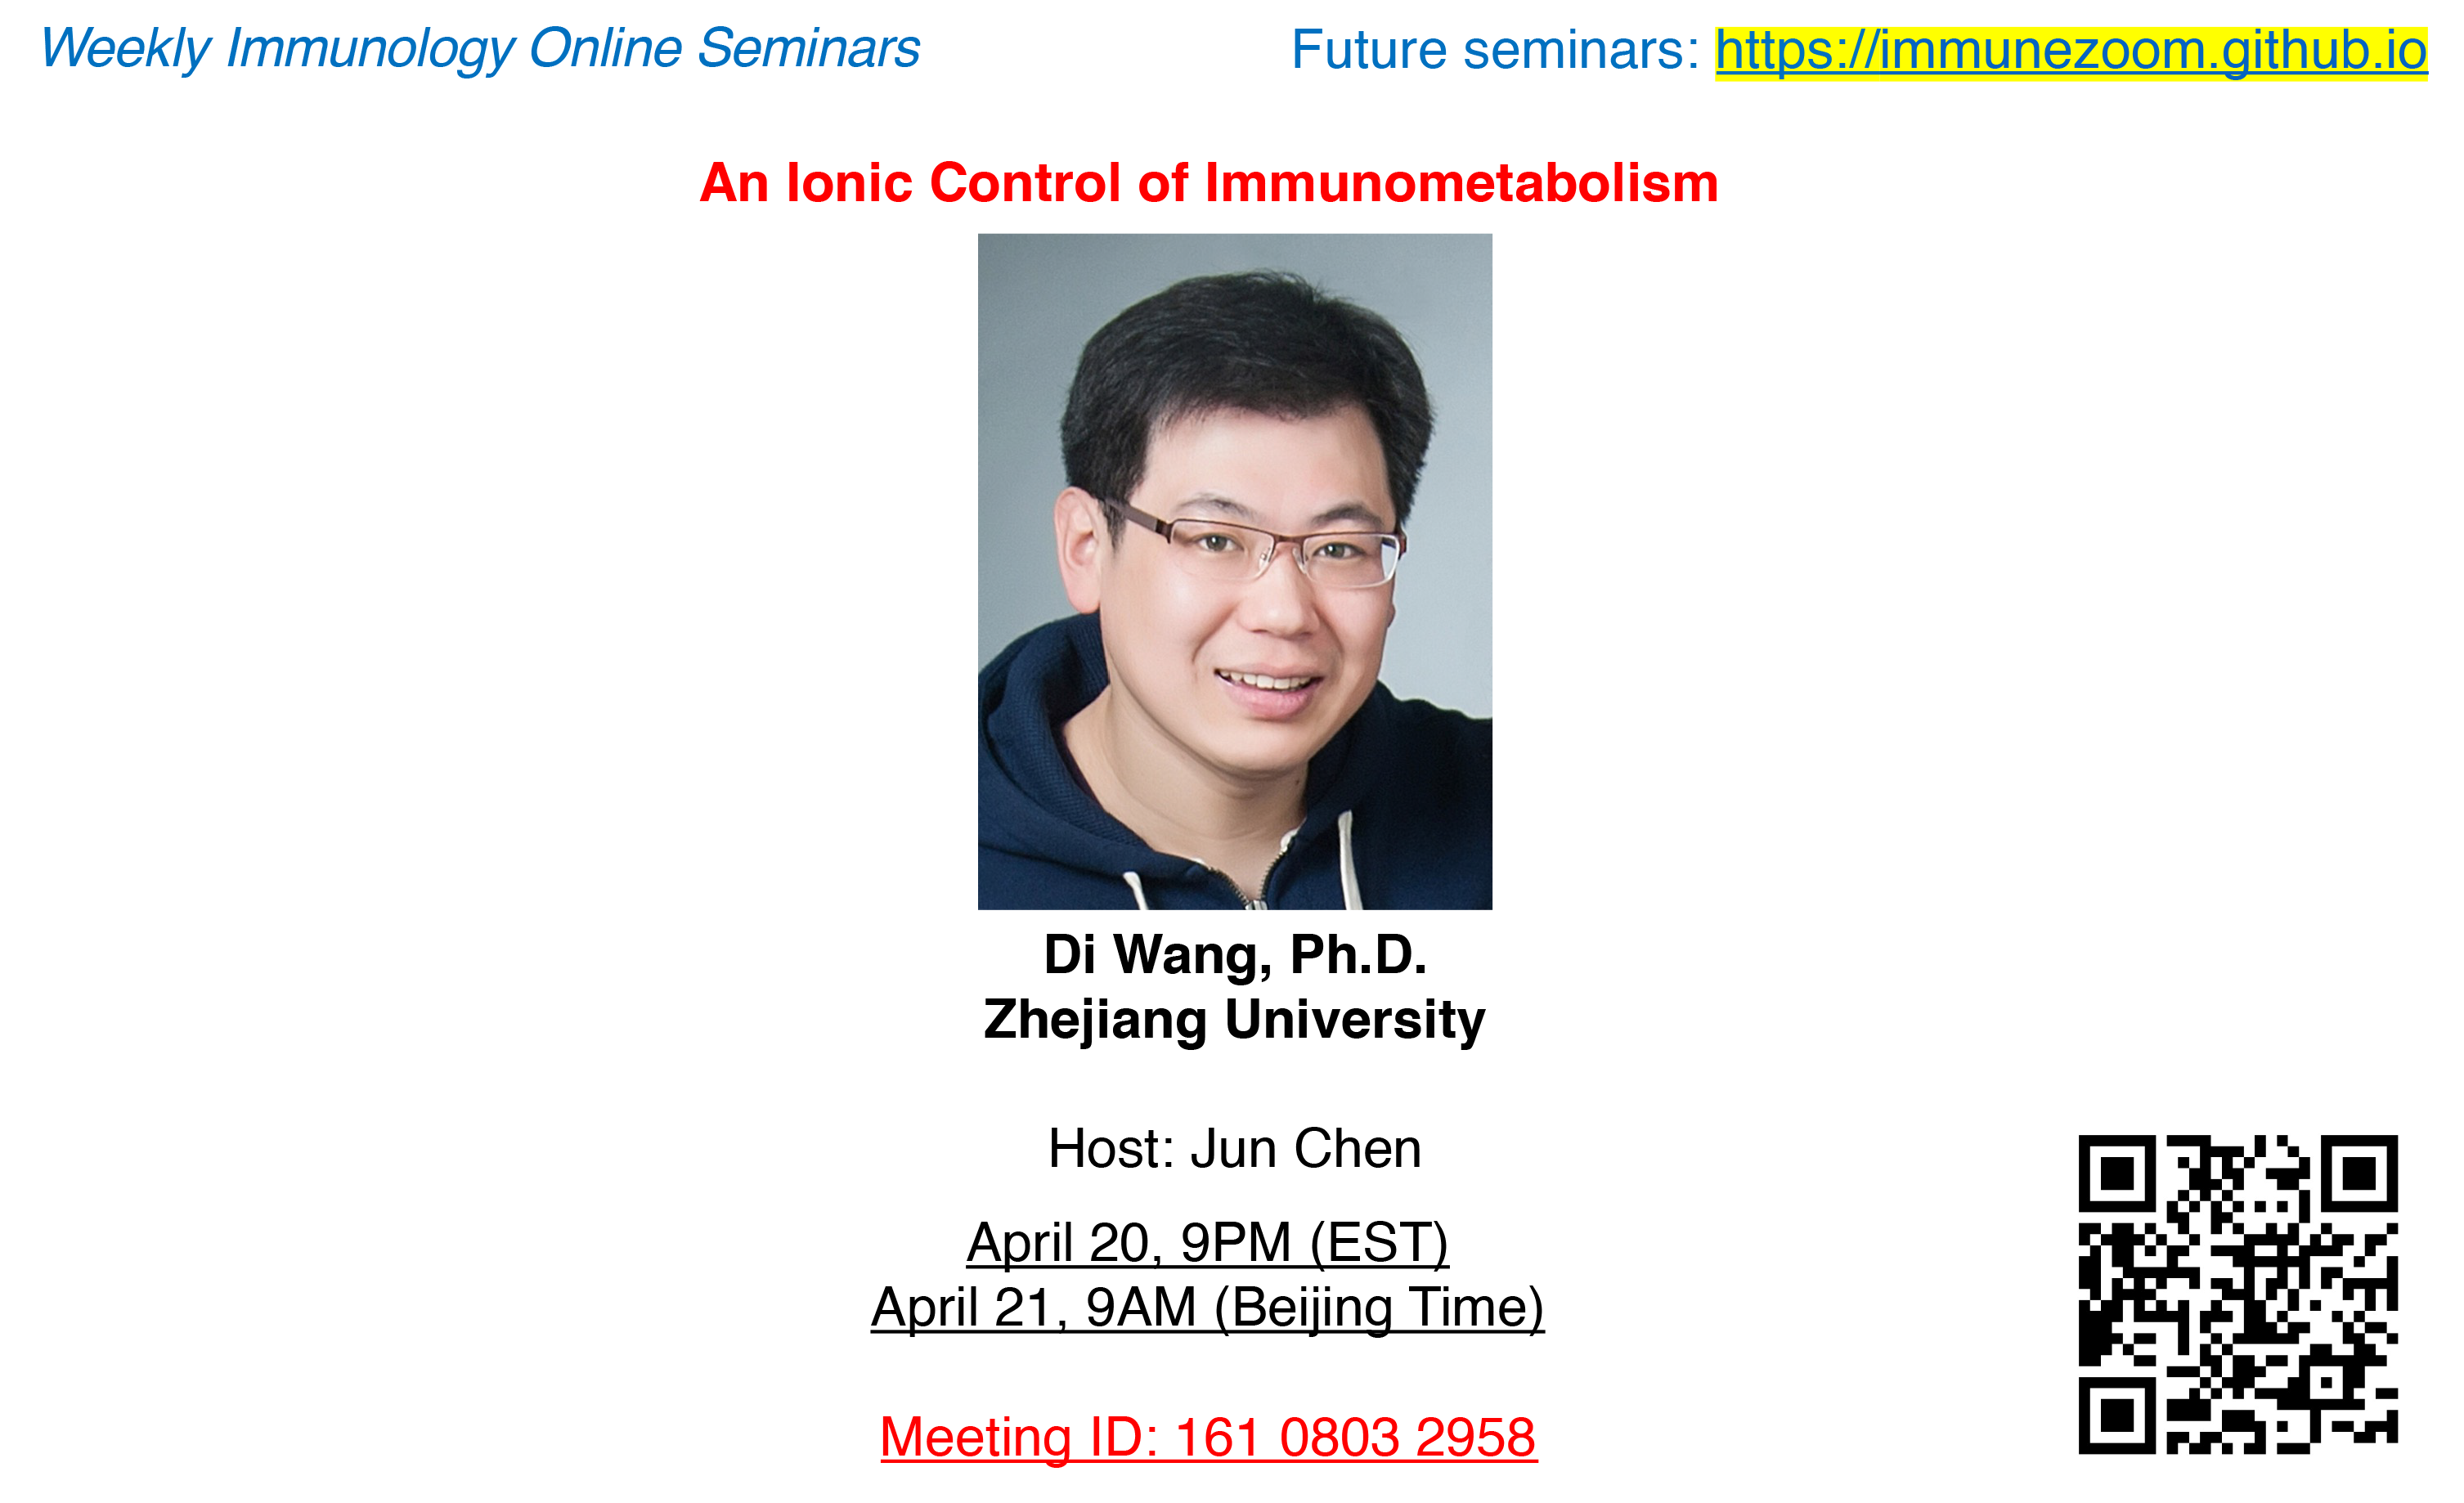 Weekly Immunology Online Seminars
Future seminars: https://immunezoom.github.io
An Ionic Control of Immunometabolism
Di Wang, Ph.D.
Zhejiang University
Host: Jun Chen
April 20, 9PM (EST)
April 21, 9AM (Beijing Time)
Meeting ID: 161 0803 2958